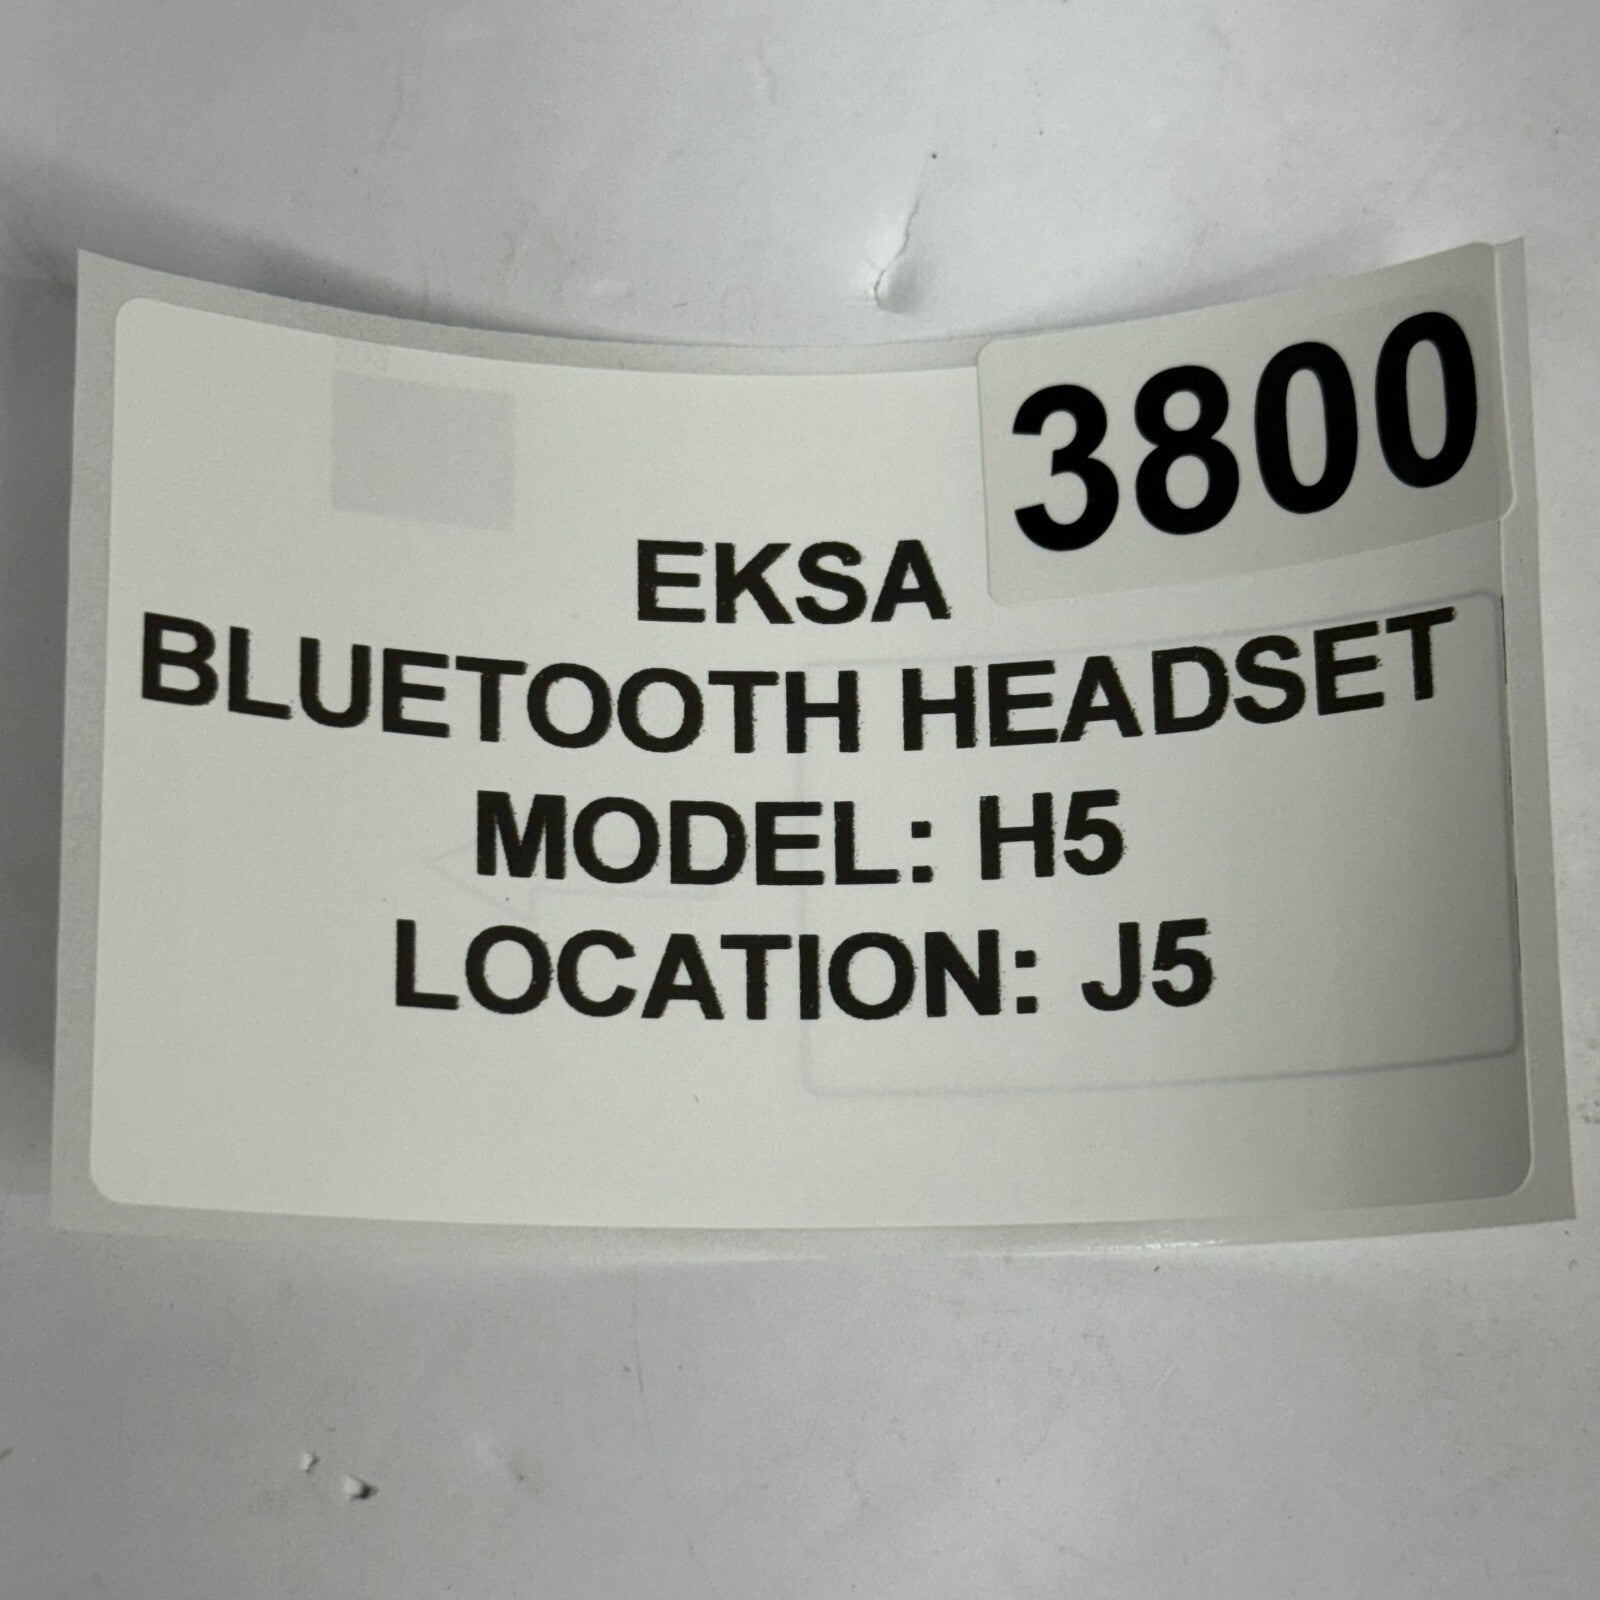 3800
EKSA
BLUETOOTH HEADSET
MODEL: H5
LOCATION: J5